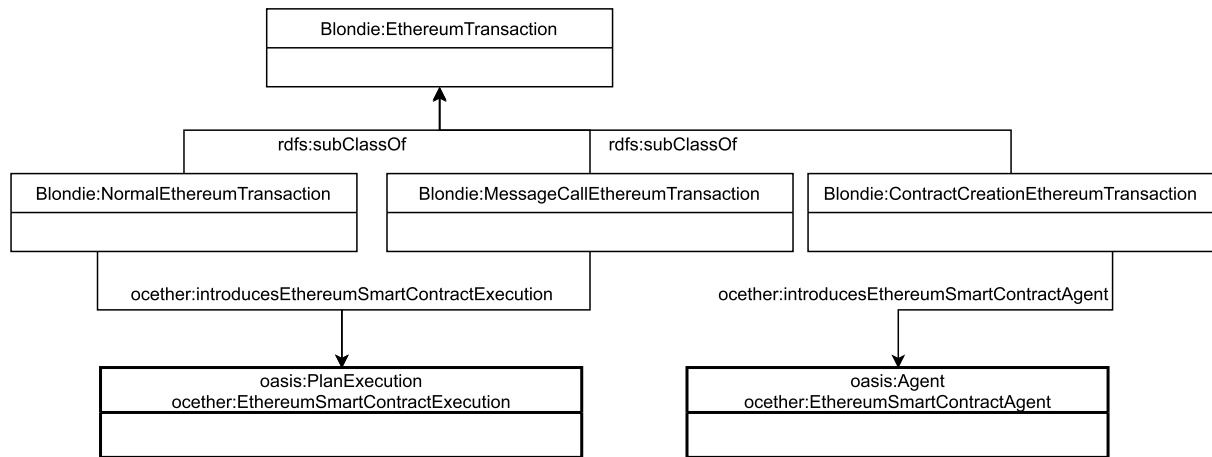 Blondie:EthereumTransaction
rdfs:subClassOf
rdfs:subClassOf
Blondie:NormalEthereumTransaction
Blondie:MessageCallEthereumTransaction
Blondie:ContractCreationEthereumTransaction
ocether:introducesEthereumSmartContractExecution
ocether:introducesEthereumSmartContractAgent
oasis:PlanExecution
ocether:EthereumSmartContractExecution
oasis:Agent
ocether:EthereumSmartContractAgent